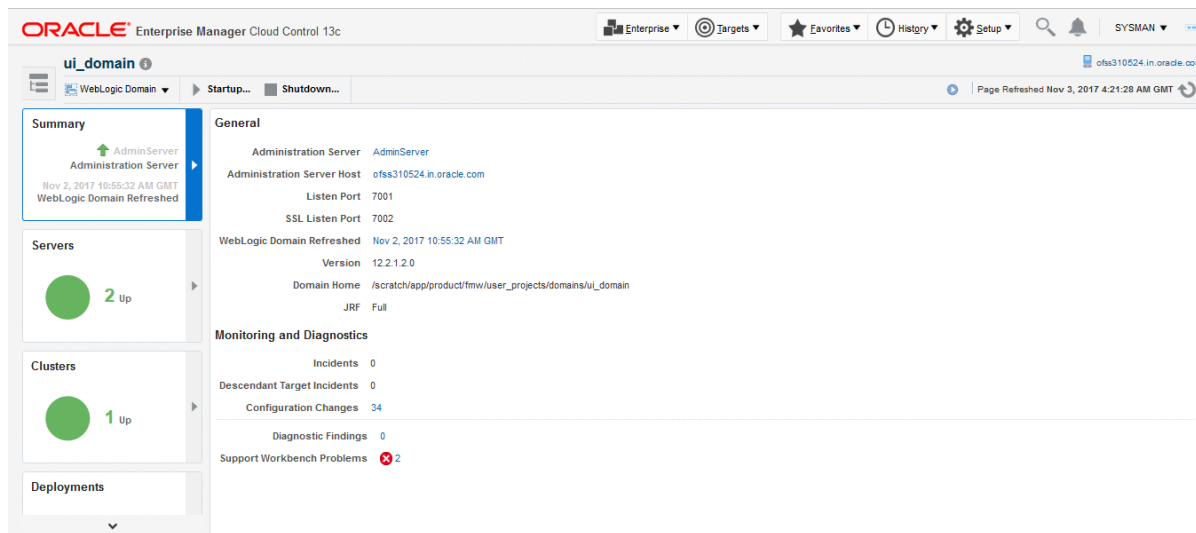 ORACLE Enterprise Manager Cloud Control 13c
Enterprise
Targets
Favorites
History
Setup
SYSMAN
ui_domain
ofss310524.in.oracle.co
WebLogic Domain
Startup...
Shutdown...
Page Refreshed Nov 3, 2017 4:21:28 AM GMT
Summary
AdminServer
Administration Server
Nov 2, 2017 10:55:32 AM GMT
WebLogic Domain Refreshed
Servers
2 Up
Clusters
1 Up
Deployments
General
Administration Server AdminServer
Administration Server Host ofss310524.in.oracle.com
Listen Port 7001
SSL Listen Port 7002
WebLogic Domain Refreshed Nov 2, 2017 10:55:32 AM GMT
Version 12.2.1.2.0
Domain Home /scratch/app/product/fmw/user_projects/domains/ui_domain
JRF Full
Monitoring and Diagnostics
Incidents 0
Descendant Target Incidents 0
Configuration Changes 34
Diagnostic Findings 0
Support Workbench Problems 2